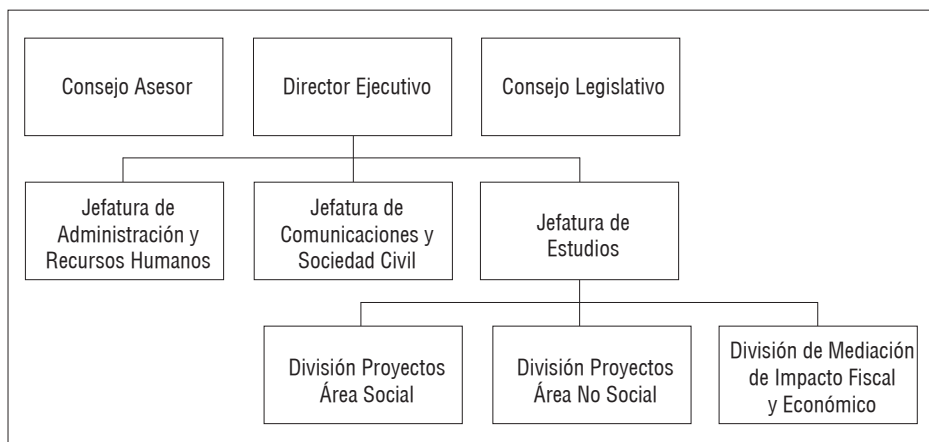 Consejo Asesor
Director Ejecutivo
Consejo Legislativo
Jefatura de
Administración y
Recursos Humanos
Jefatura de
Comunicaciones y
Sociedad Civil
Jefatura de
Estudios
División Proyectos
Área Social
División Proyectos
Área No Social
División de Mediación
de Impacto Fiscal
y Económico